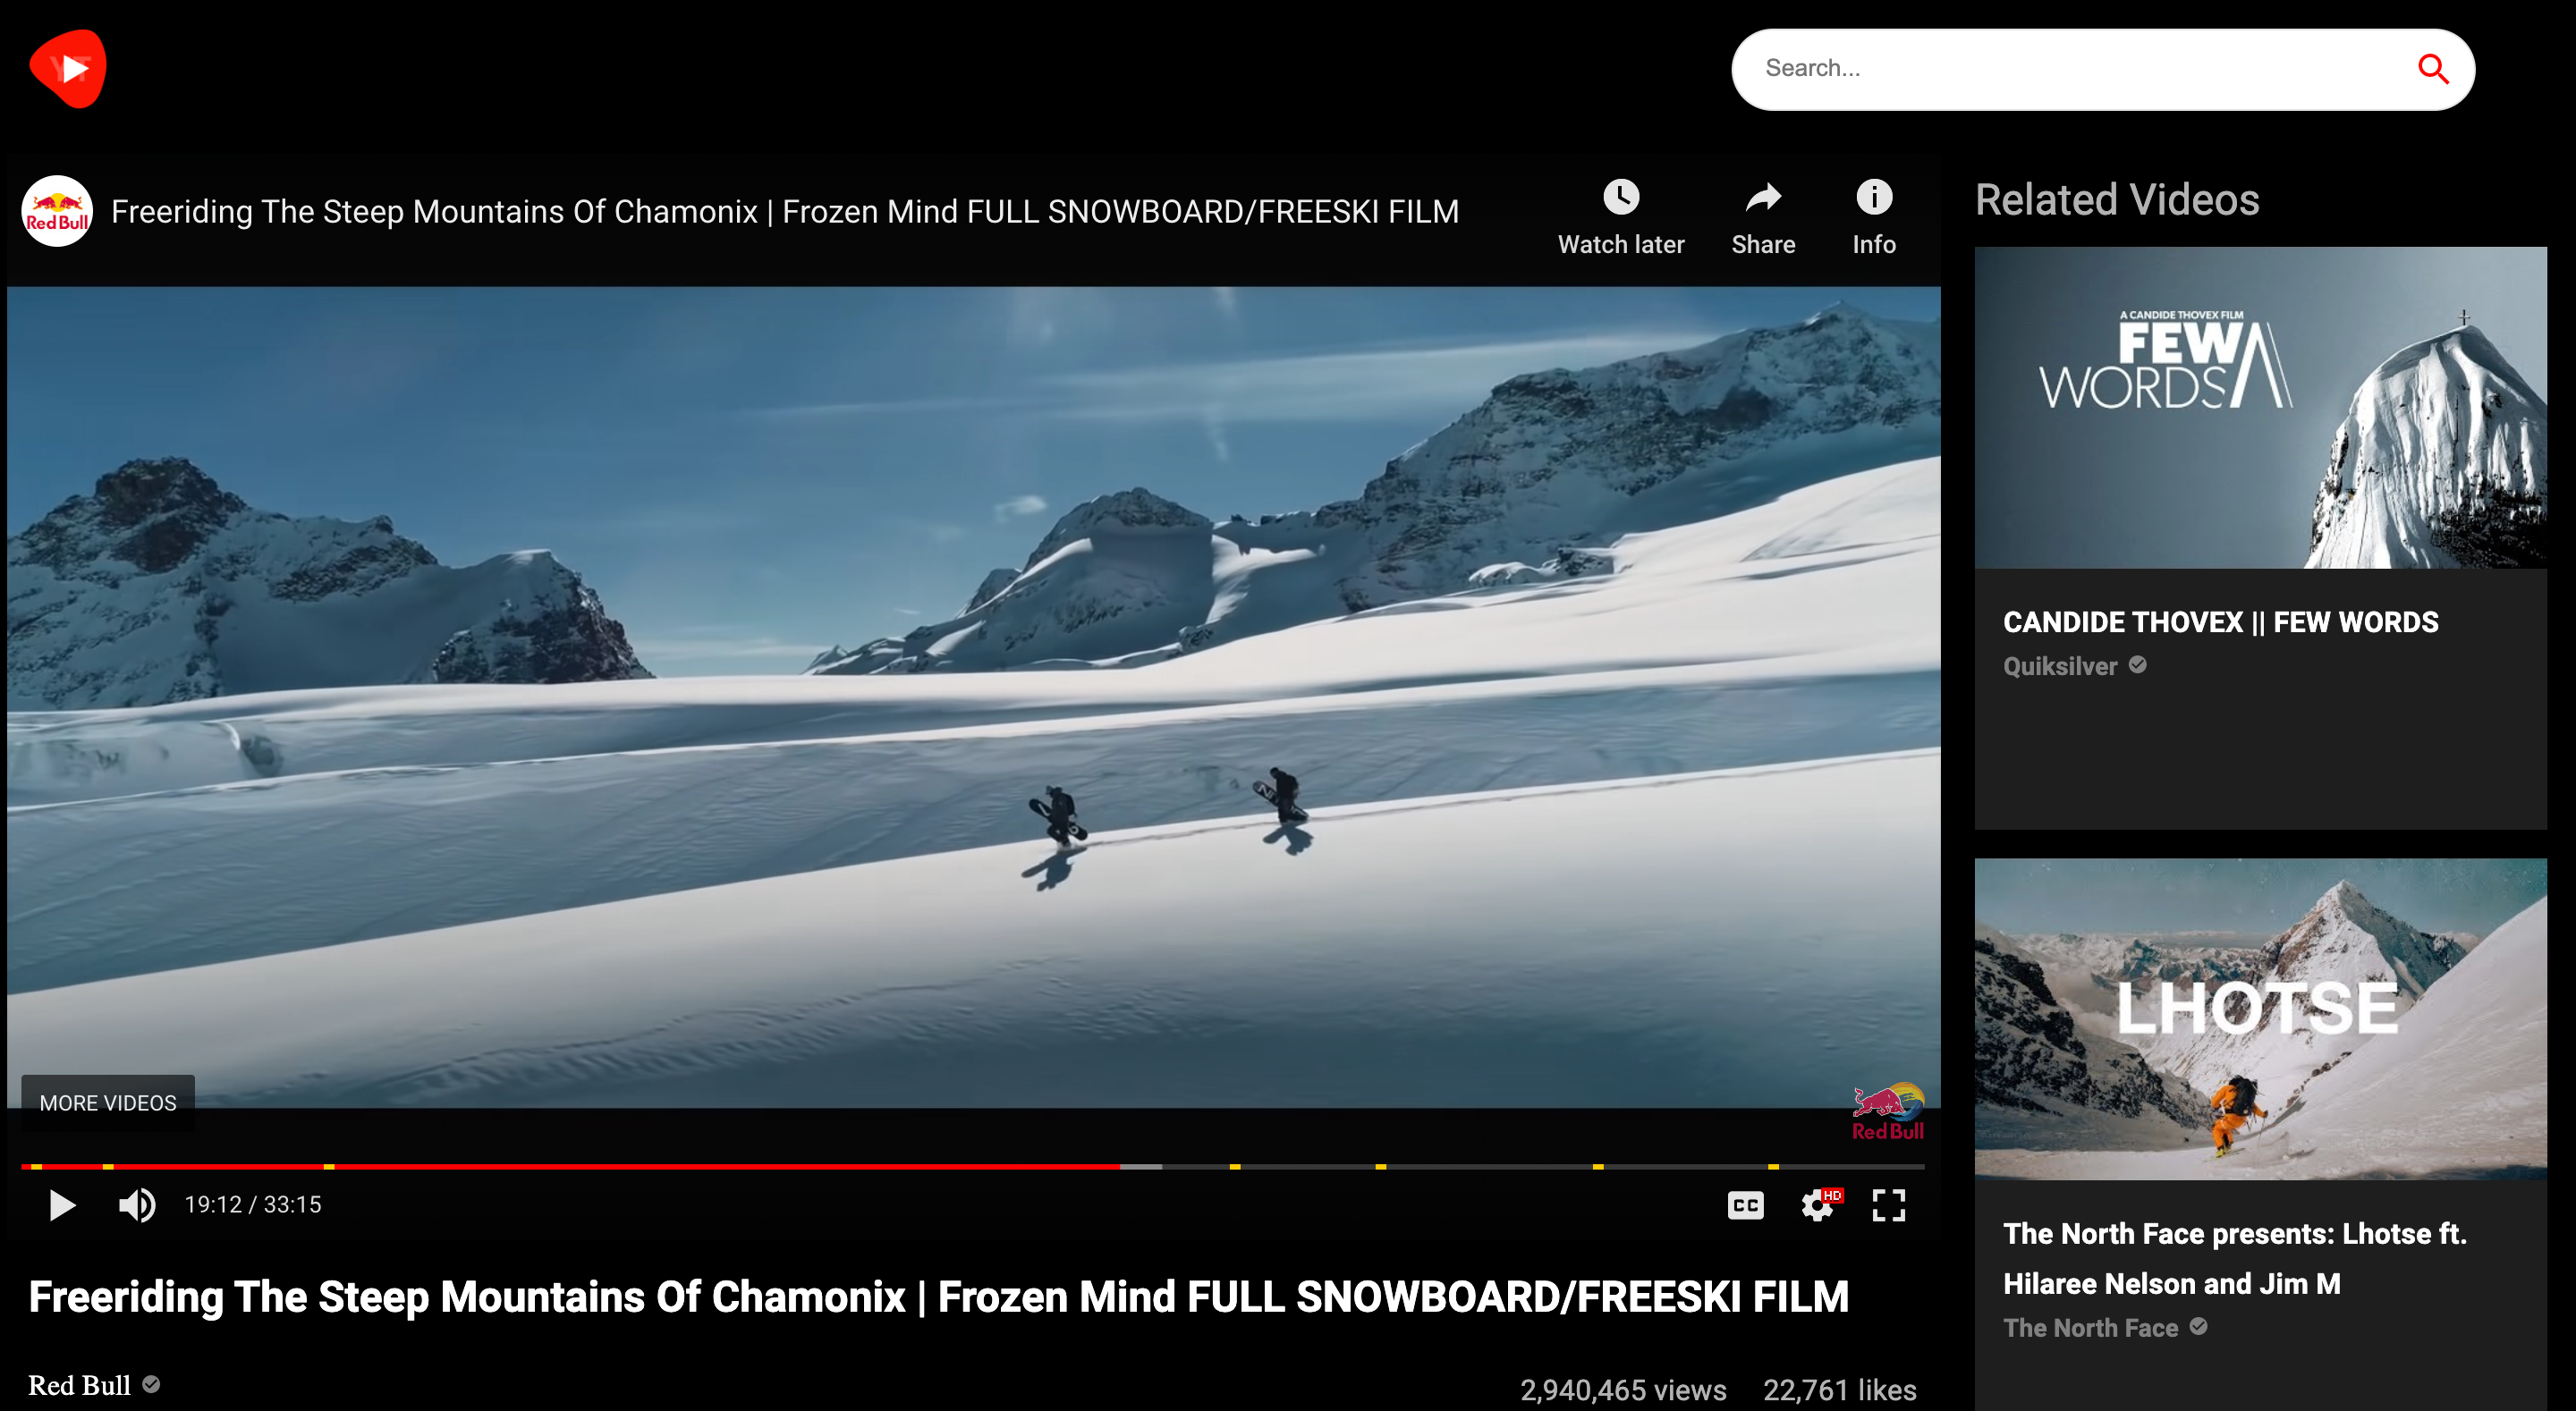 YT
Search...
Red Bull
Freeriding The Steep Mountains Of Chamonix | Frozen Mind FULL SNOWBOARD/FREESKI FILM
Watch later
Share
Info
MORE VIDEOS
Red Bull
19:12 / 33:15
CC
HD
Freeriding The Steep Mountains Of Chamonix | Frozen Mind FULL SNOWBOARD/FREESKI FILM
Red Bull
2,940,465 views
22,761 likes
Related Videos
A CANDIDE THOVEX FILM
FEW
WORDS
CANDIDE THOVEX || FEW WORDS
Quiksilver
LHOTSE
The North Face presents: Lhotse ft.
Hilaree Nelson and Jim M
The North Face